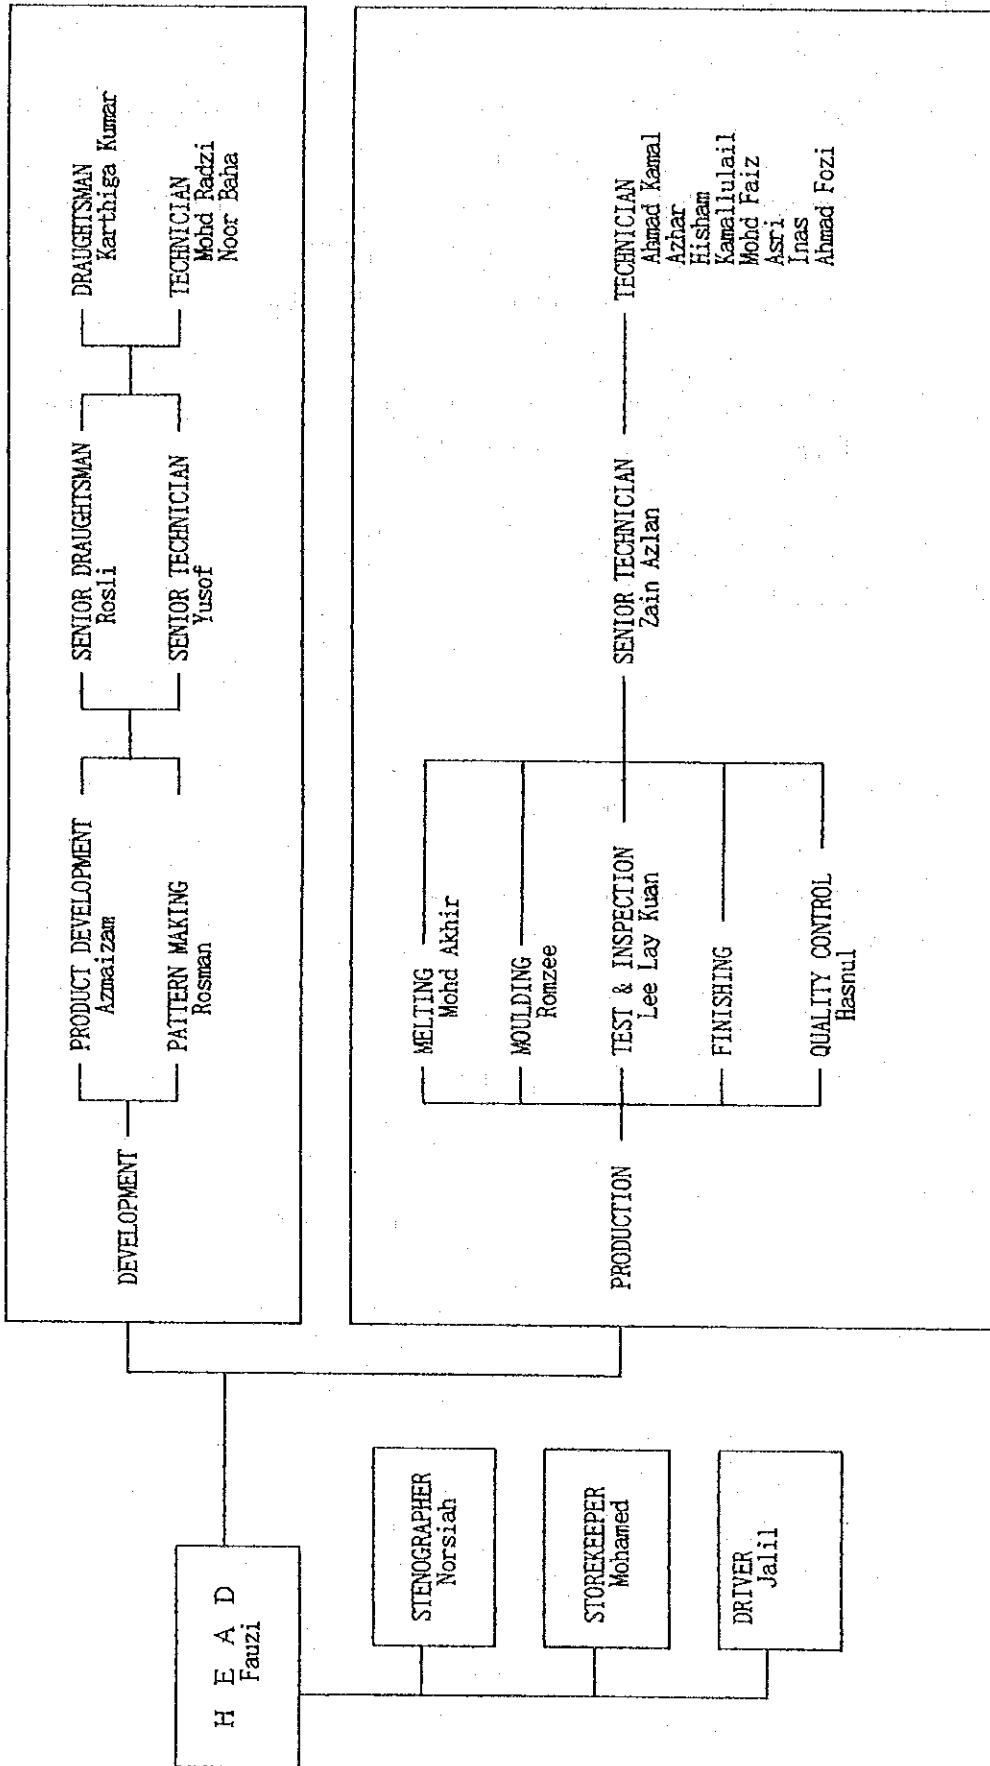 H E A D
Fauzi
STENOGRAPHER
Norsiah
STOREKEEPER
Mohamed
DRIVER
Jalil
DEVELOPMENT
PRODUCT DEVELOPMENT
Azmaizam
PATTERN MAKING
Rosman
SENIOR DRAUGHTSMAN
Rosli
SENIOR TECHNICIAN
Yusof
DRAUGHTSMAN
Karthiga Kumar
TECHNICIAN
Mohd Radzi
Noor Baha
PRODUCTION
MELTING
Mohd Akhir
MOULDING
Romzee
TEST & INSPECTION
Lee Lay Kuan
FINISHING
QUALITY CONTROL
Hasnul
SENIOR TECHNICIAN
Zain Azlan
TECHNICIAN
Ahmad Kamal
Azhar
Hisham
Kamallulail
Mohd Faiz
Asri
Inas
Ahmad Fozi